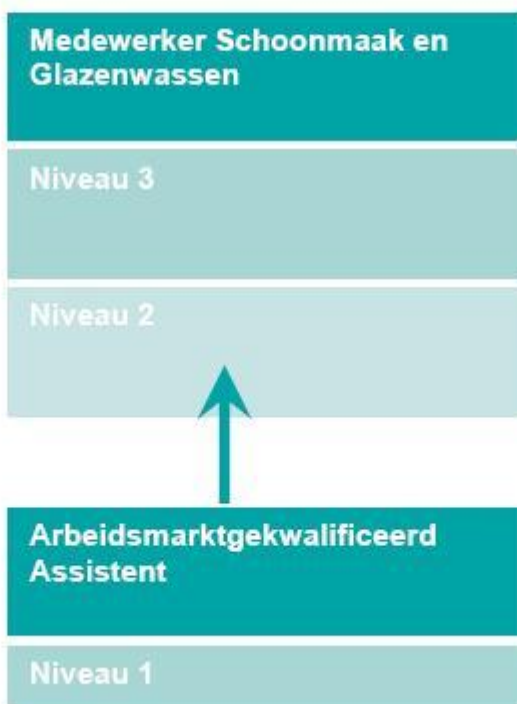 Medewerker Schoonmaak en
Glazenwassen
Niveau 3
Niveau 2
Arbeidsmarktgekwalificeerd
Assistent
Niveau 1